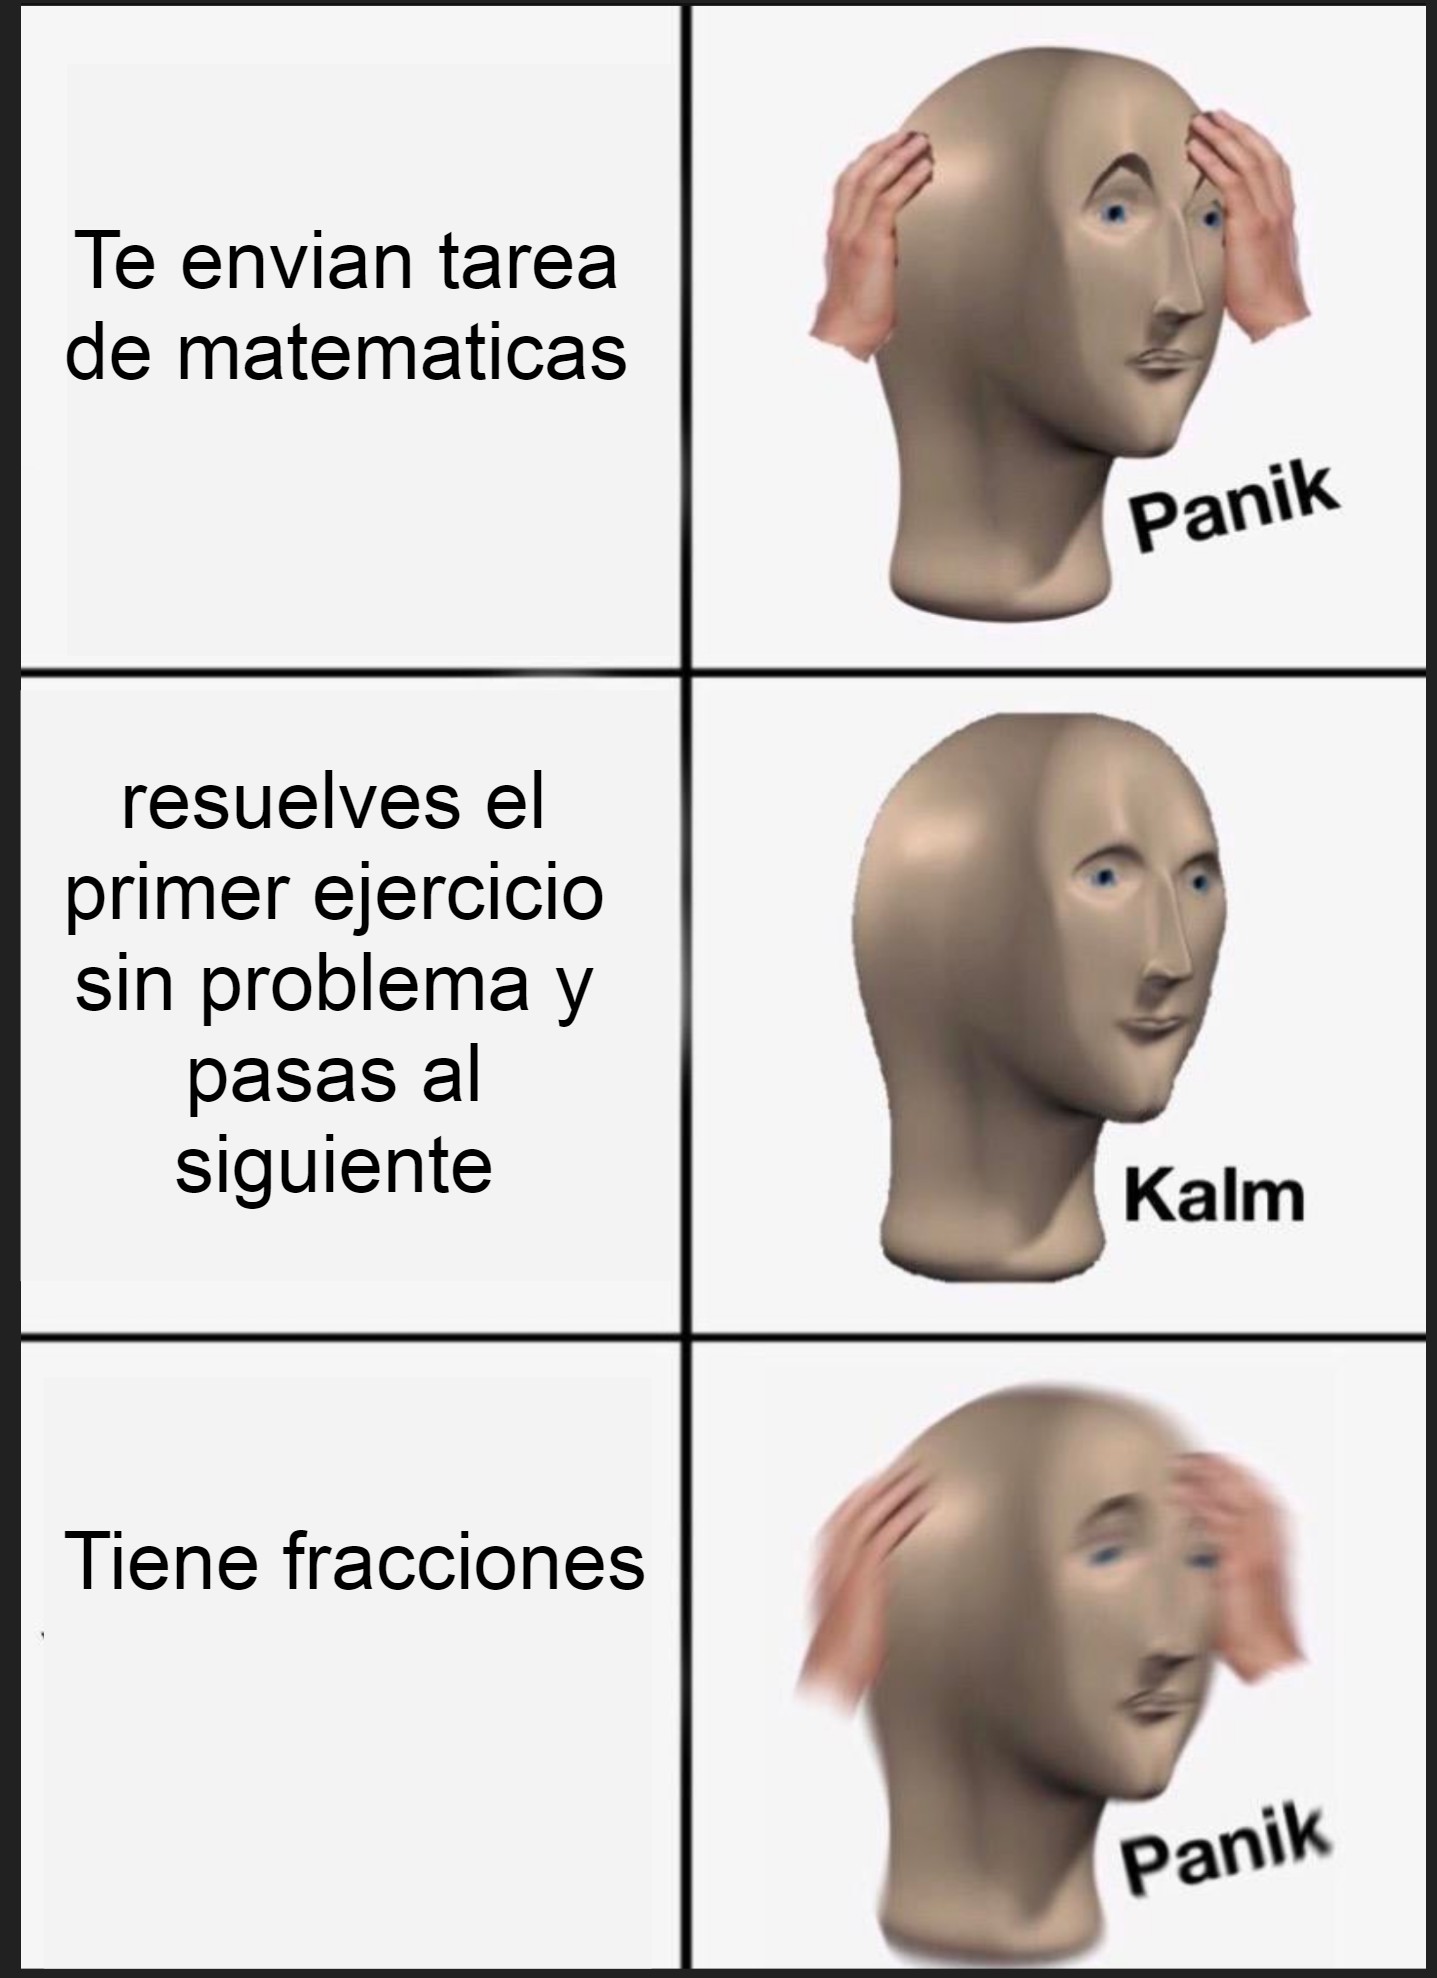 Te envian tarea
de matematicas
Panik
resuelves el
primer ejercicio
sin problema y
pasas al
siguiente
Kalm
Tiene fracciones
Panik